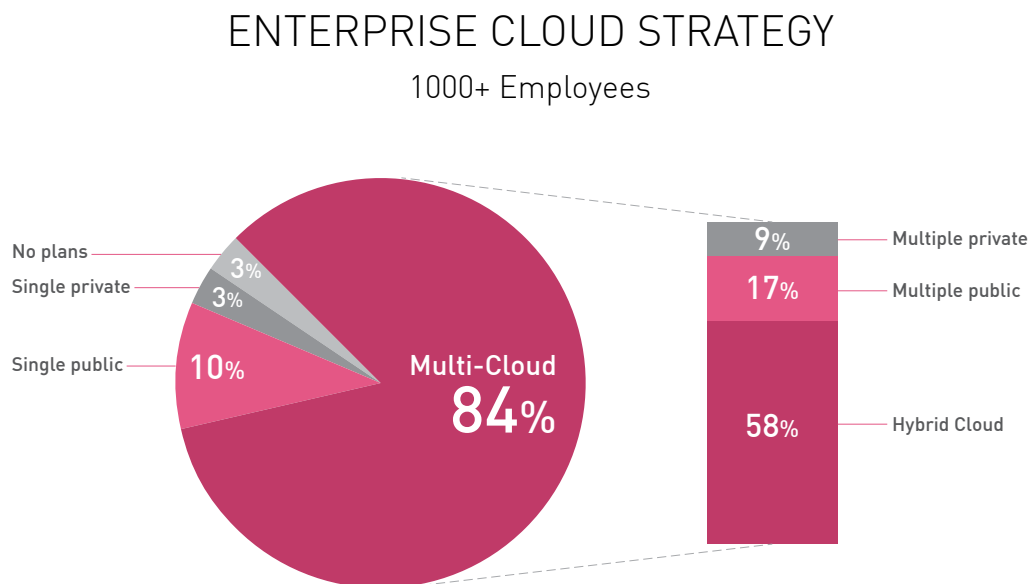 ENTERPRISE CLOUD STRATEGY
1000+ Employees
No plans
3%
Single private
3%
Single public
10%
Multi-Cloud
84%
9%
Multiple private
17%
Multiple public
58%
Hybrid Cloud